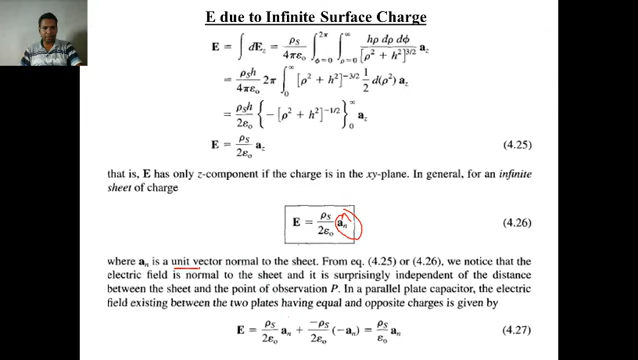 E due to Infinite Surface Charge
E = ∫ dE_z = ρ_S/4πε_o ∫_{φ=0}^{2π} ∫_{ρ=0}^{∞} hρ dρ dφ/[ρ² + h²]^{3/2} a_z
= ρ_S h/4πε_o 2π ∫_0^∞ [ρ² + h²]^{-3/2} 1/2 d(ρ²) a_z
= ρ_S h/2ε_o {-[ρ² + h²]^{-1/2}}_0^∞ a_z
E = ρ_S/2ε_o a_z (4.25)
that is, E has only z-component if the charge is in the xy-plane. In general, for an infinite
sheet of charge
E = ρ_S/2ε_o a_n (4.26)
where a_n is a unit vector normal to the sheet. From eq. (4.25) or (4.26), we notice that the
electric field is normal to the sheet and it is surprisingly independent of the distance
between the sheet and the point of observation P. In a parallel plate capacitor, the electric
field existing between the two plates having equal and opposite charges is given by
E = ρ_S/2ε_o a_n + -ρ_S/2ε_o (-a_n) = ρ_S/ε_o a_n (4.27)